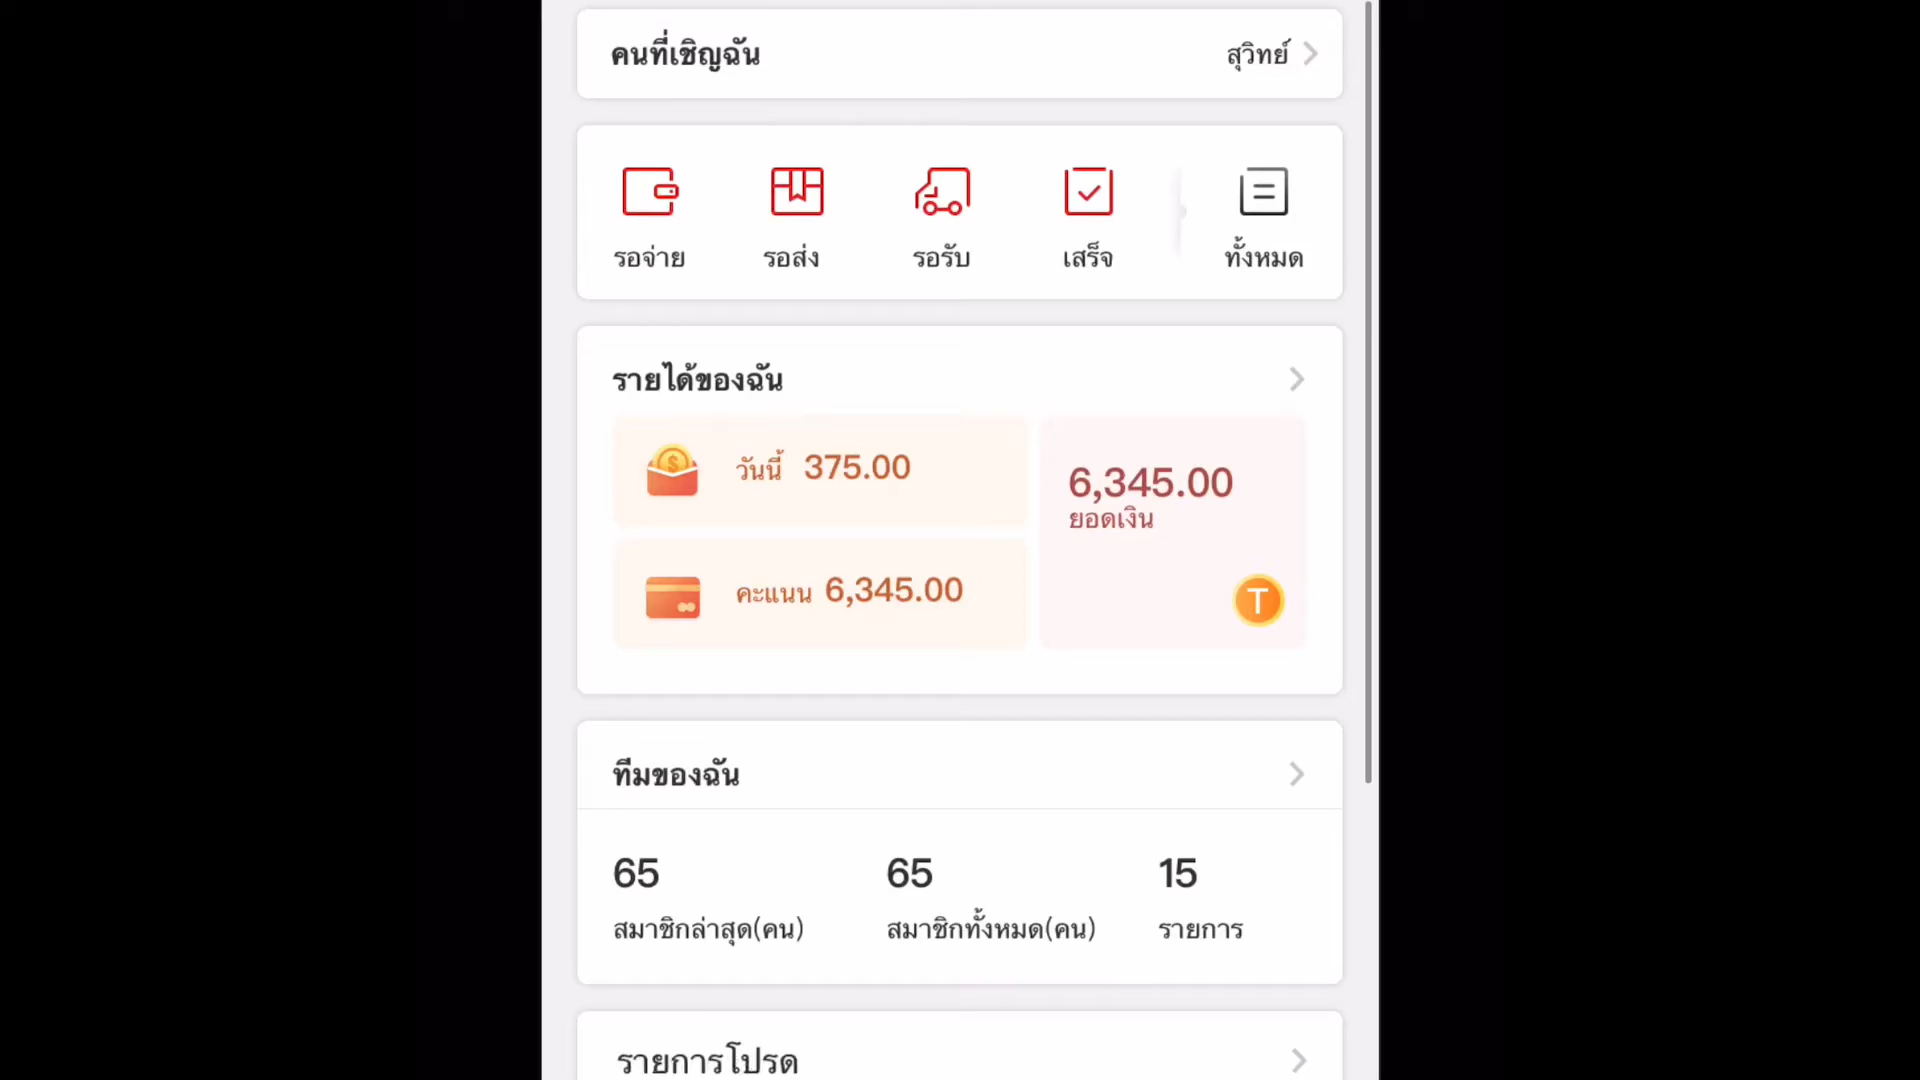 คนที่เชิญฉัน
สุวิทย์
รอจ่าย
รอส่ง
รอรับ
เสร็จ
ทั้งหมด
รายได้ของฉัน
วันนี้ 375.00
คะแนน 6,345.00
6,345.00
ยอดเงิน
T
ทีมของฉัน
65
สมาชิกล่าสุด(คน)
65
สมาชิกทั้งหมด(คน)
15
รายการ
รายการโปรด